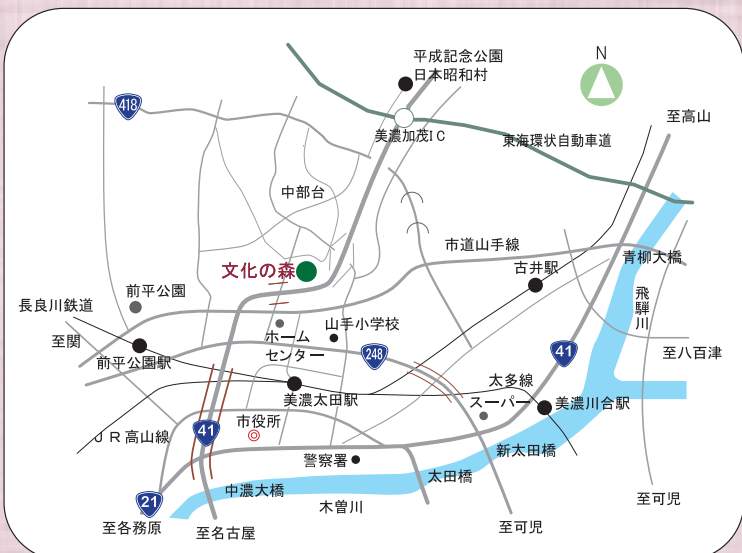 平成記念公園
日本昭和村
N
418
至高山
美濃加茂IC
東海環状自動車道
中部台
市道山手線
青柳大橋
文化の森
古井駅
前平公園
飛騨川
長良川鉄道
山手小学校
至関
ホーム
センター
248
41
至八百津
前平公園駅
太多線
美濃太田駅
スーパー
美濃川合駅
市役所
JR高山線
41
新太田橋
警察署
太田橋
中濃大橋
21
木曽川
至可児
至各務原
至名古屋
至可児